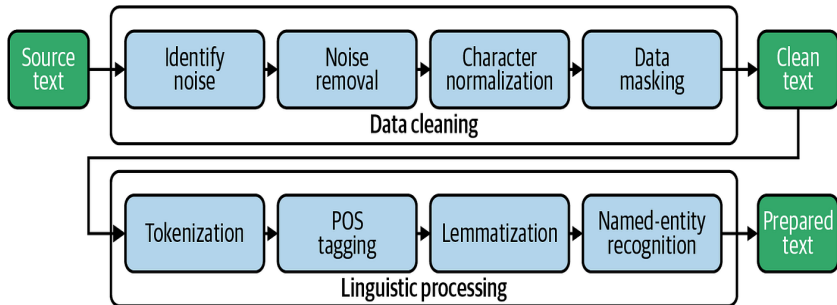 Source
text
Identify
noise
Noise
removal
Character
normalization
Data
masking
Clean
text
Data cleaning
Tokenization
POS
tagging
Lemmatization
Named-entity
recognition
Prepared
text
Linguistic processing